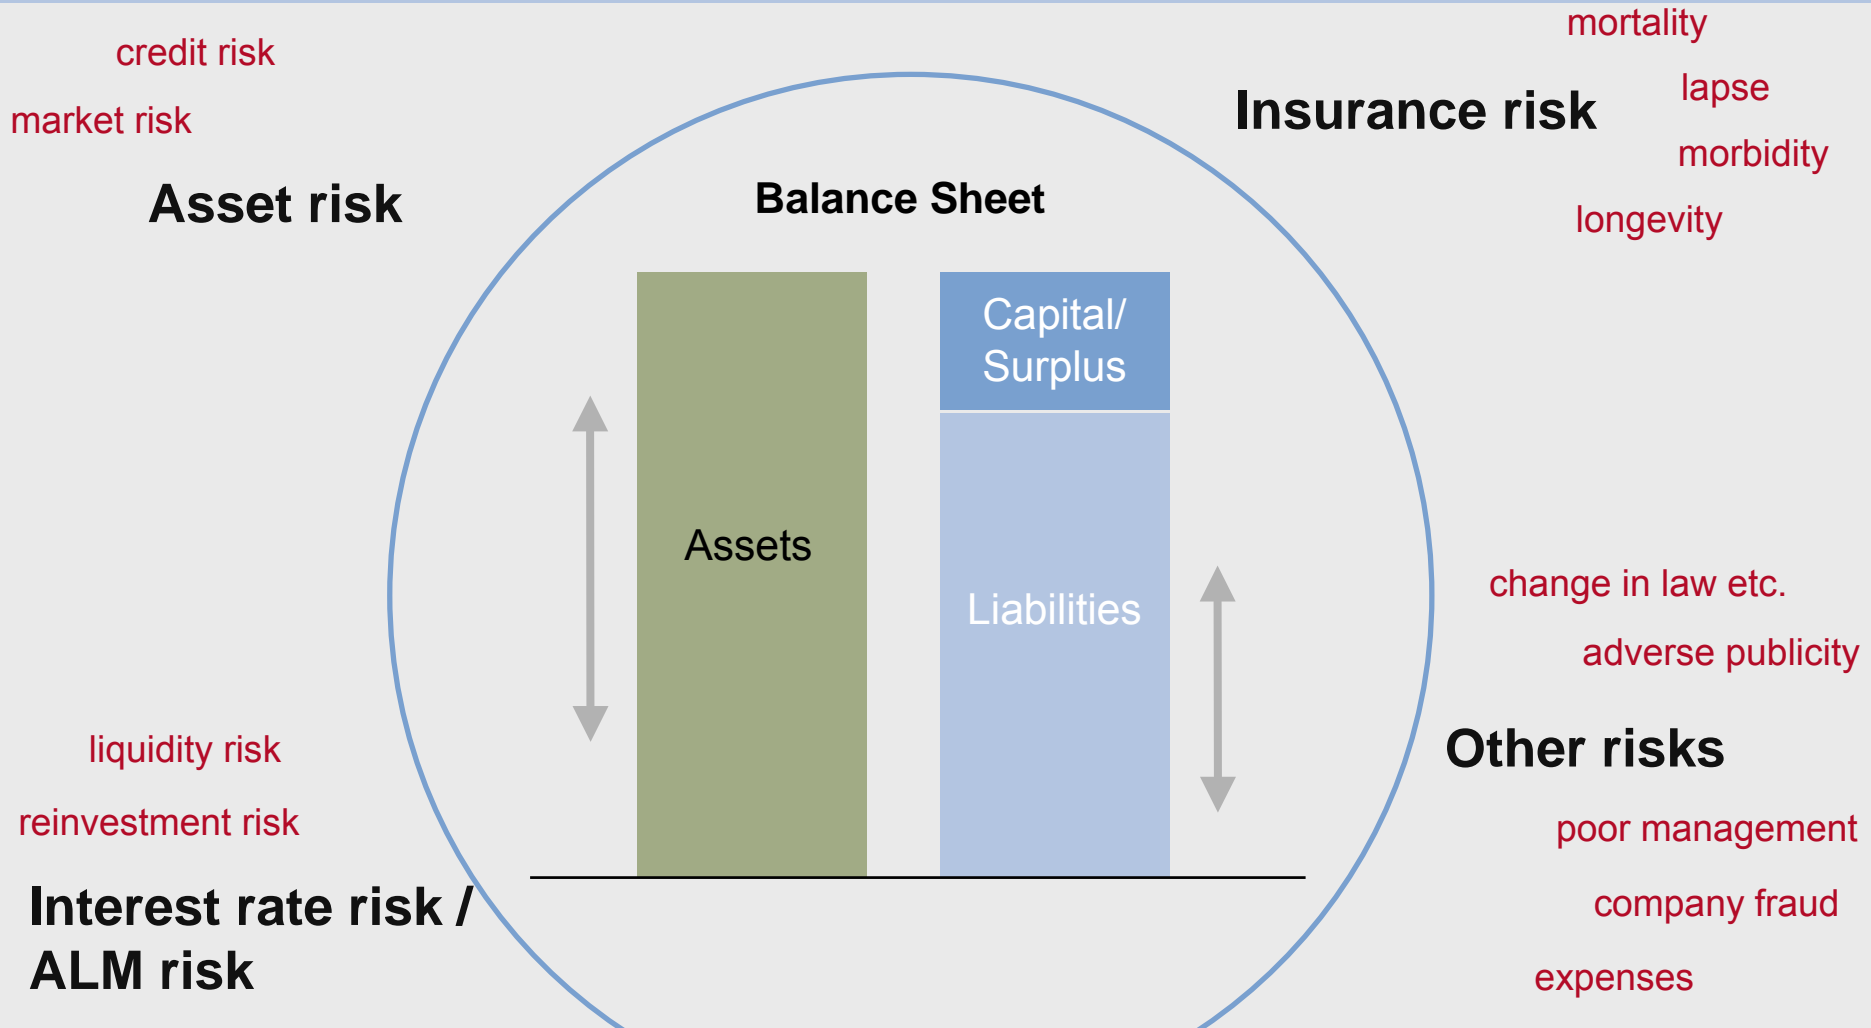 credit risk
market risk
Asset risk
mortality
Insurance risk
lapse
morbidity
longevity
Balance Sheet
Assets
Capital/
Surplus
Liabilities
liquidity risk
reinvestment risk
Interest rate risk /
ALM risk
change in law etc.
adverse publicity
Other risks
poor management
company fraud
expenses